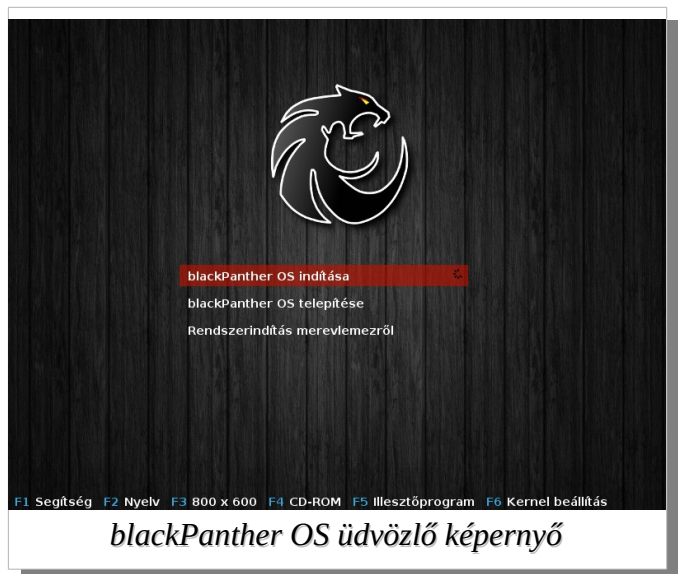 blackPanther OS indítása
blackPanther OS telepítése
Rendszerindítás merevlemezről
F1 Segítség F2 Nyelv F3 800 x 600 F4 CD-ROM F5 Illesztőprogram F6 Kernel beállítás
blackPanther OS üdvözlő képernyő